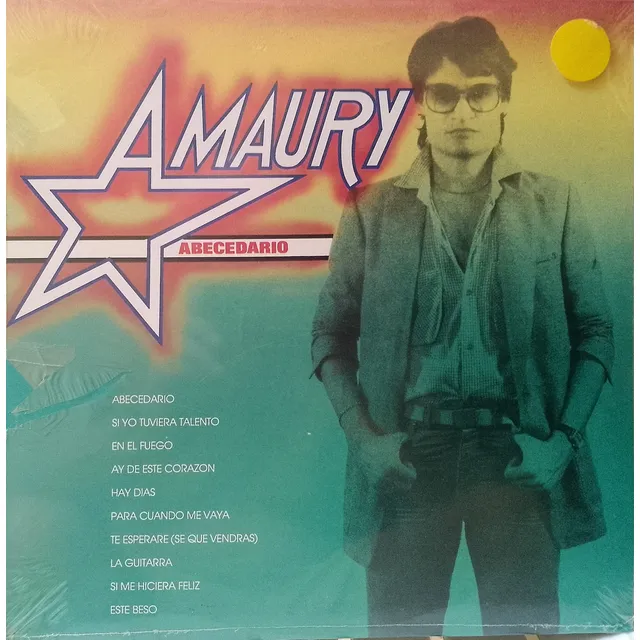 AMAURY
ABECEDARIO
ABECEDARIO
SI YO TUVIERA TALENTO
EN EL FUEGO
AY DE ESTE CORAZON
HAY DIAS
PARA CUANDO ME VAYA
TE ESPERARE (SE QUE VENDRAS)
LA GUITARRA
SI ME HICIERA FELIZ
ESTE BESO